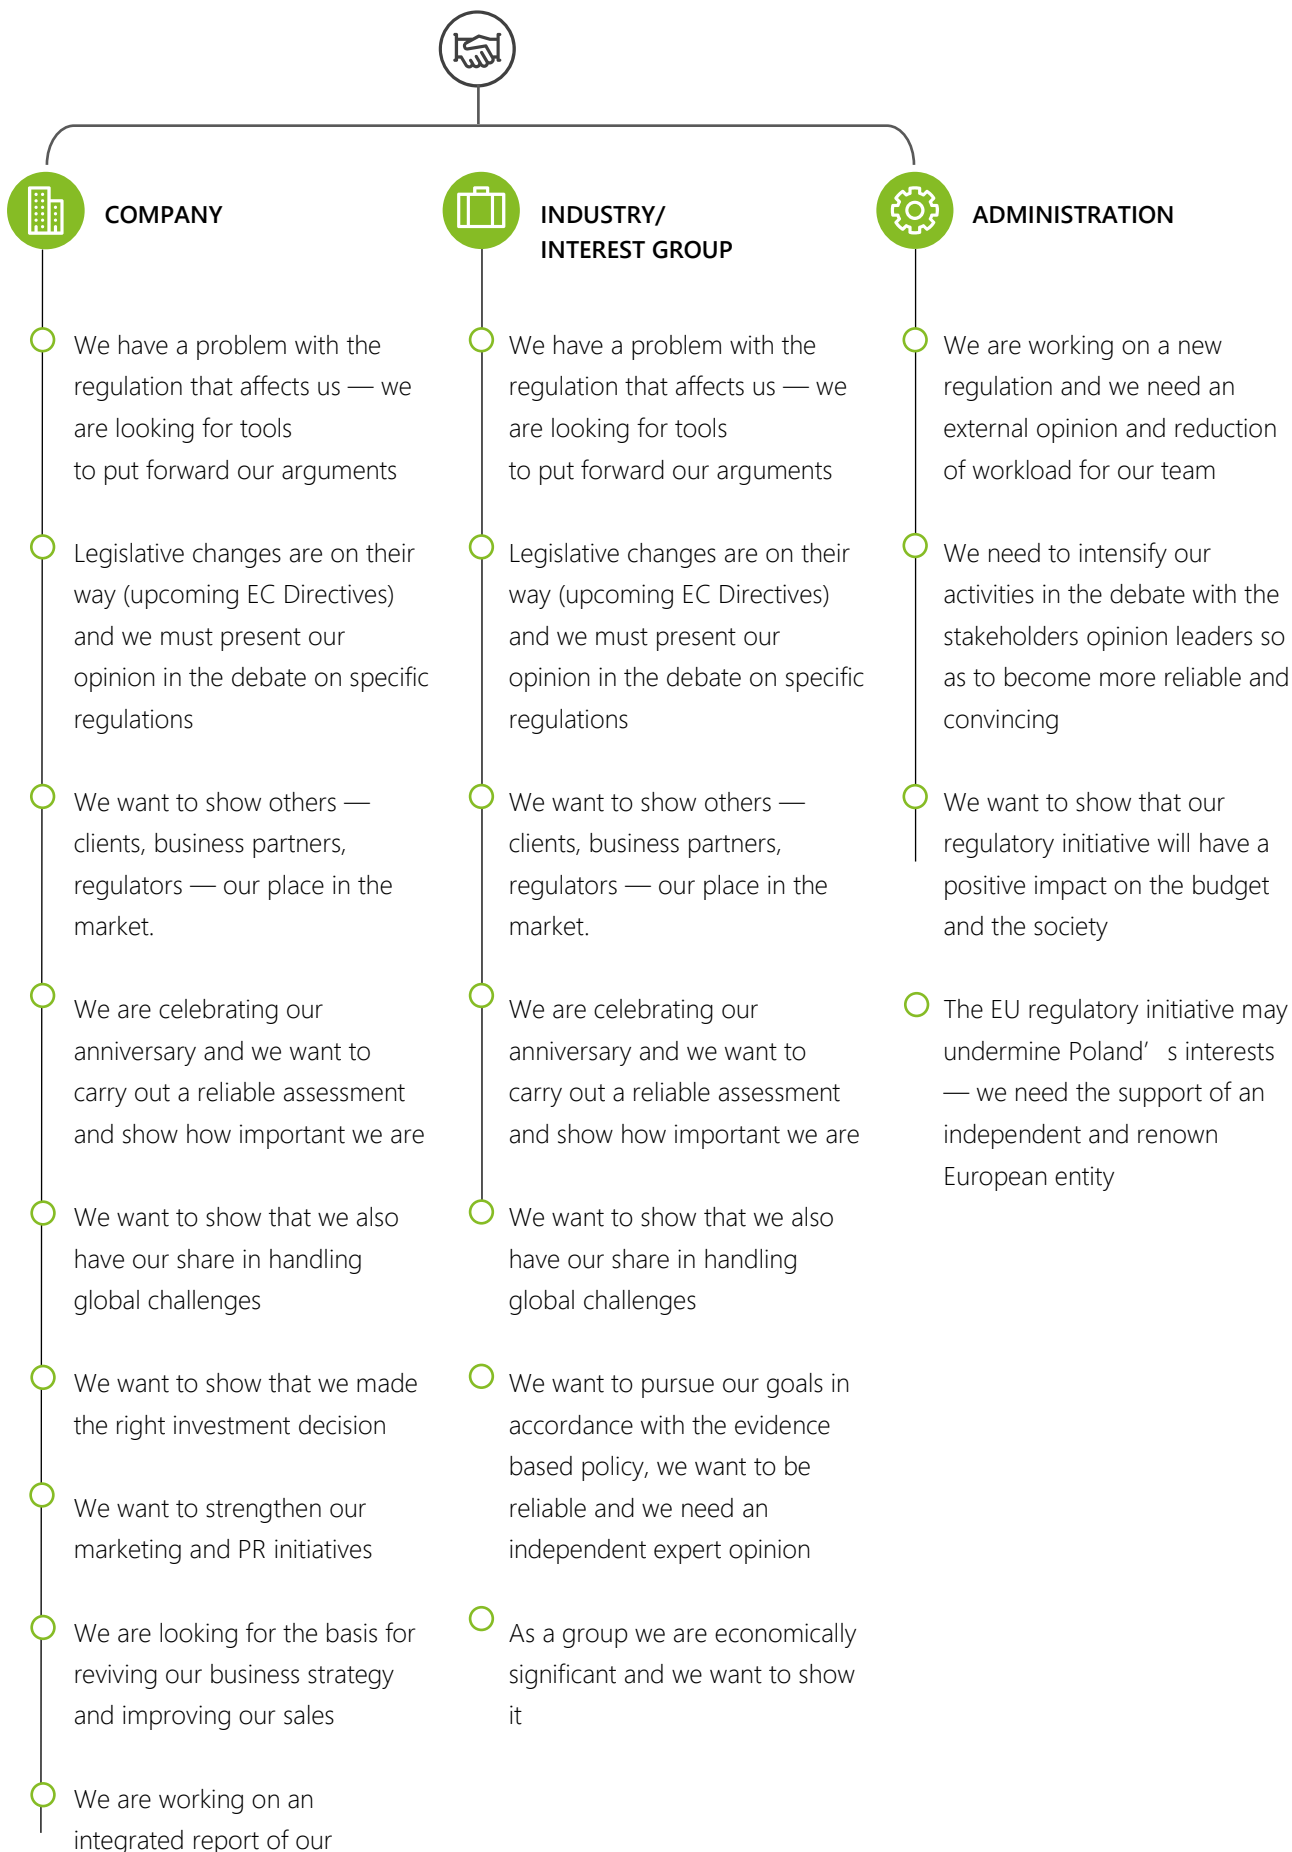 COMPANY
We have a problem with the
regulation that affects us — we
are looking for tools
to put forward our arguments
Legislative changes are on their
way (upcoming EC Directives)
and we must present our
opinion in the debate on specific
regulations
We want to show others —
clients, business partners,
regulators — our place in the
market.
We are celebrating our
anniversary and we want to
carry out a reliable assessment
and show how important we are
We want to show that we also
have our share in handling
global challenges
We want to show that we made
the right investment decision
We want to strengthen our
marketing and PR initiatives
We are looking for the basis for
reviving our business strategy
and improving our sales
We are working on an
integrated report of our
INDUSTRY/
INTEREST GROUP
We have a problem with the
regulation that affects us — we
are looking for tools
to put forward our arguments
Legislative changes are on their
way (upcoming EC Directives)
and we must present our
opinion in the debate on specific
regulations
We want to show others —
clients, business partners,
regulators — our place in the
market.
We are celebrating our
anniversary and we want to
carry out a reliable assessment
and show how important we are
We want to show that we also
have our share in handling
global challenges
We want to pursue our goals in
accordance with the evidence
based policy, we want to be
reliable and we need an
independent expert opinion
As a group we are economically
significant and we want to show
it
ADMINISTRATION
We are working on a new
regulation and we need an
external opinion and reduction
of workload for our team
We need to intensify our
activities in the debate with the
stakeholders opinion leaders so
as to become more reliable and
convincing
We want to show that our
regulatory initiative will have a
positive impact on the budget
and the society
The EU regulatory initiative may
undermine Poland’ s interests
— we need the support of an
independent and renown
European entity